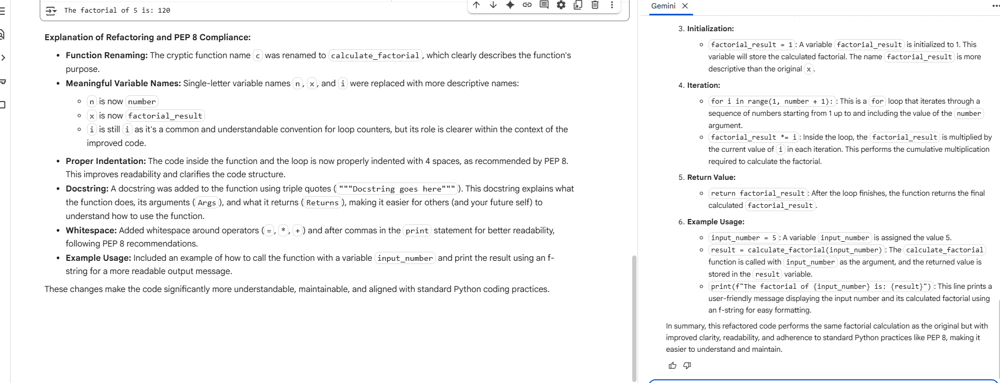 The factorial of 5 is: 120
Explanation of Refactoring and PEP 8 Compliance:
• Function Renaming: The cryptic function name c was renamed to calculate_factorial, which clearly describes the function's
purpose.
• Meaningful Variable Names: Single-letter variable names n, x, and i were replaced with more descriptive names:
◦ n is now number
◦ x is now factorial_result
◦ i is still i as it's a common and understandable convention for loop counters, but its role is clearer within the context of the
improved code.
• Proper Indentation: The code inside the function and the loop is now properly indented with 4 spaces, as recommended by PEP 8.
This improves readability and clarifies the code structure.
• Docstring: A docstring was added to the function using triple quotes ("""Docstring goes here"""). This docstring explains what
the function does, its arguments (Args), and what it returns (Returns), making it easier for others (and your future self) to
understand how to use the function.
• Whitespace: Added whitespace around operators (=, *, +) and after commas in the print statement for better readability,
following PEP 8 recommendations.
• Example Usage: Included an example of how to call the function with a variable input_number and print the result using an f-
string for a more readable output message.
These changes make the code significantly more understandable, maintainable, and aligned with standard Python coding practices.
Gemini
3. Initialization:
◦ factorial_result = 1: A variable factorial_result is initialized to 1. This
variable will store the calculated factorial. The name factorial_result is more
descriptive than the original x.
4. Iteration:
◦ for i in range(1, number + 1):: This is a for loop that iterates through a
sequence of numbers starting from 1 up to and including the value of the number
argument.
◦ factorial_result *= i: Inside the loop, the factorial_result is multiplied by
the current value of i in each iteration. This performs the cumulative multiplication
required to calculate the factorial.
5. Return Value:
◦ return factorial_result: After the loop finishes, the function returns the final
calculated factorial_result.
6. Example Usage:
◦ input_number = 5: A variable input_number is assigned the value 5.
◦ result = calculate_factorial(input_number): The calculate_factorial
function is called with input_number as the argument, and the returned value is
stored in the result variable.
◦ print(f"The factorial of {input_number} is: {result}"): This line prints a
user-friendly message displaying the input number and its calculated factorial using
an f-string for easy formatting.
In summary, this refactored code performs the same factorial calculation as the original but with
improved clarity, readability, and adherence to standard Python practices like PEP 8, making it
easier to understand and maintain.